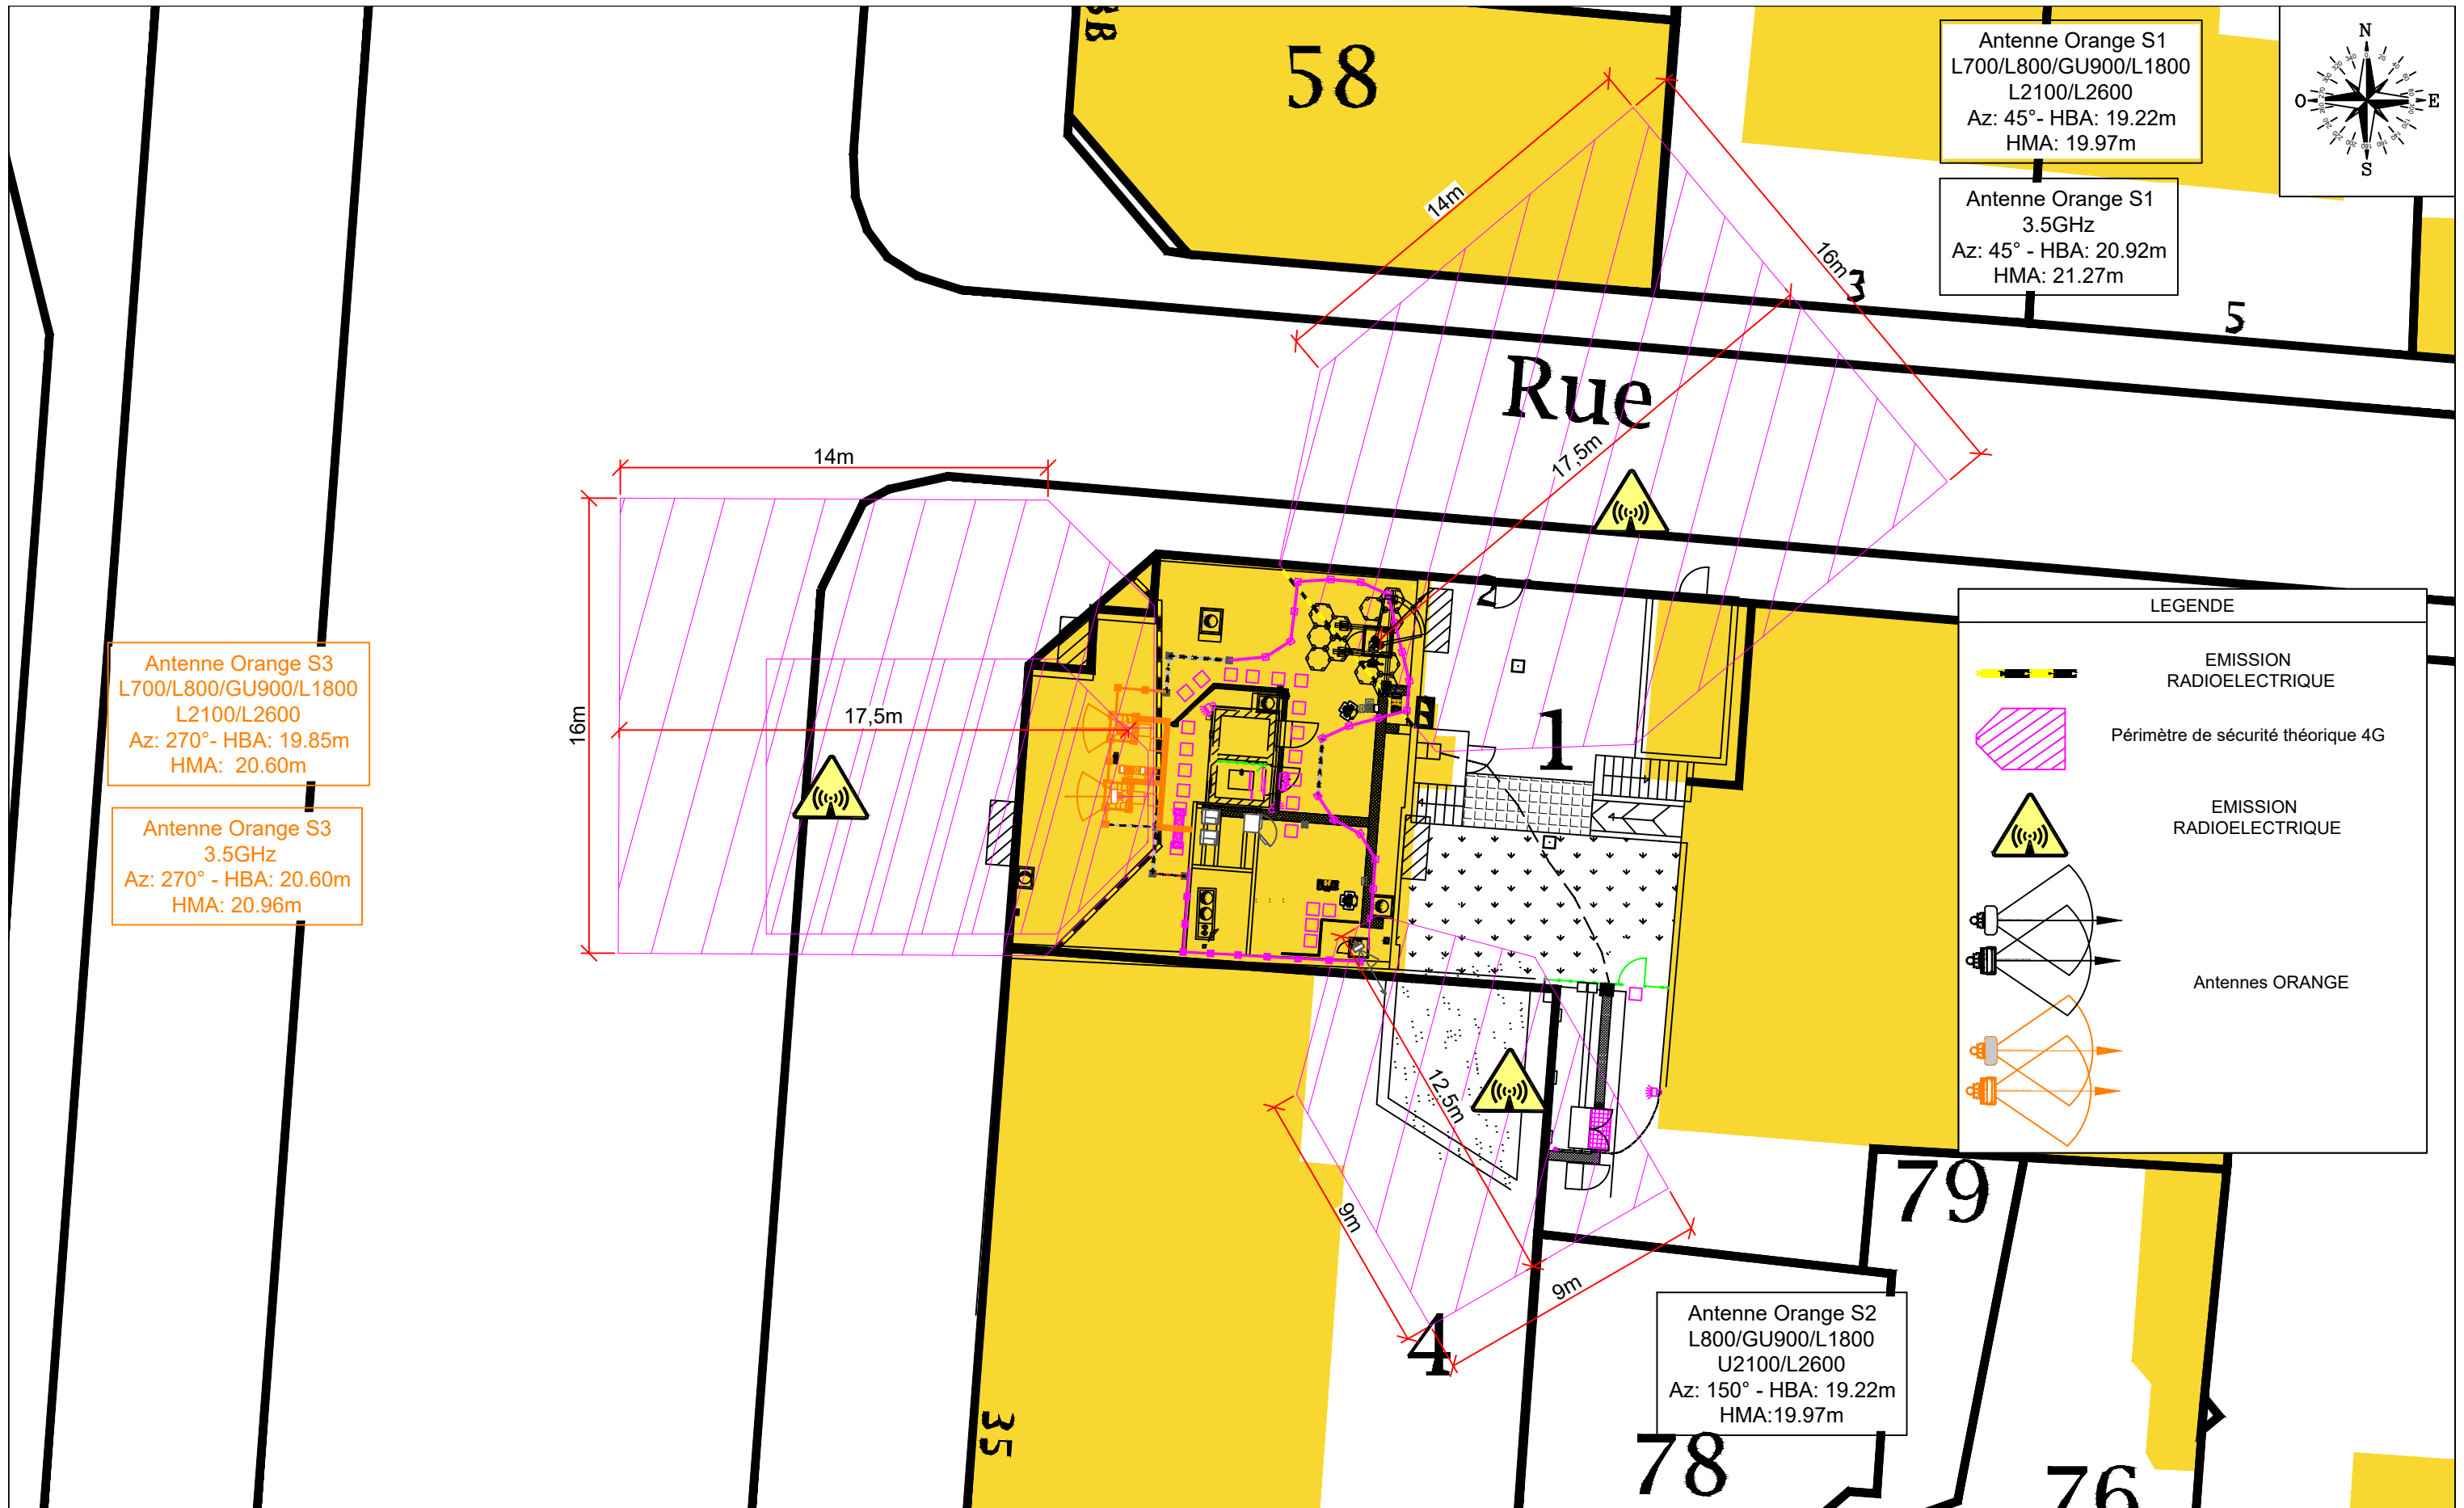 3B
58
Antenne Orange S1
L700/L800/GU900/L1800
L2100/L2600
Az: 45°- HBA: 19.22m
HMA: 19.97m
N
O
E
S
Antenne Orange S1
3.5GHz
Az: 45° - HBA: 20.92m
HMA: 21.27m
14m
16m
3
5
Rue
17,5m
14m
16m
17,5m
2
1
Antenne Orange S3
L700/L800/GU900/L1800
L2100/L2600
Az: 270°- HBA: 19.85m
HMA: 20.60m
Antenne Orange S3
3.5GHz
Az: 270° - HBA: 20.60m
HMA: 20.96m
LEGENDE
EMISSION
RADIOELECTRIQUE
Périmètre de sécurité théorique 4G
EMISSION
RADIOELECTRIQUE
Antennes ORANGE
12,5m
9m
9m
79
4
Antenne Orange S2
L800/GU900/L1800
U2100/L2600
Az: 150° - HBA: 19.22m
HMA:19.97m
35
78
76